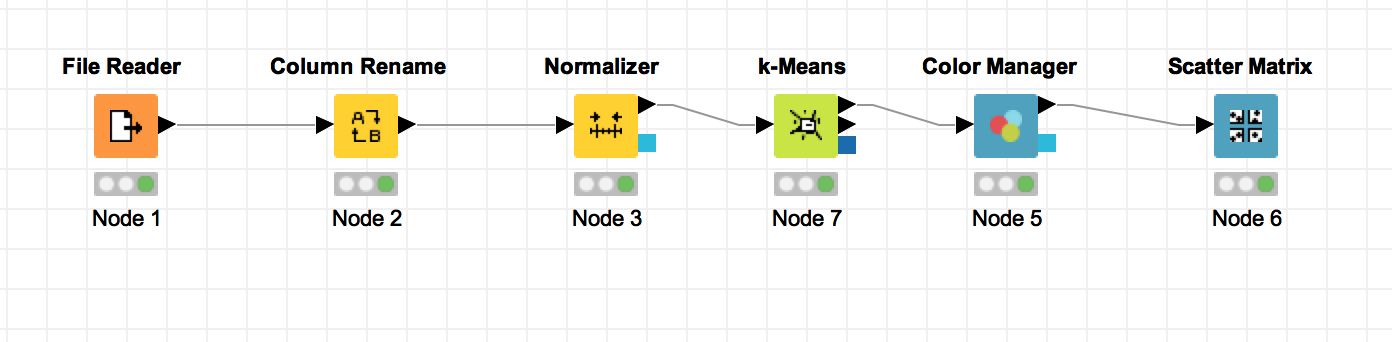 File Reader
Column Rename
Normalizer
k-Means
Color Manager
Scatter Matrix
A
B
Node 1
Node 2
Node 3
Node 7
Node 5
Node 6